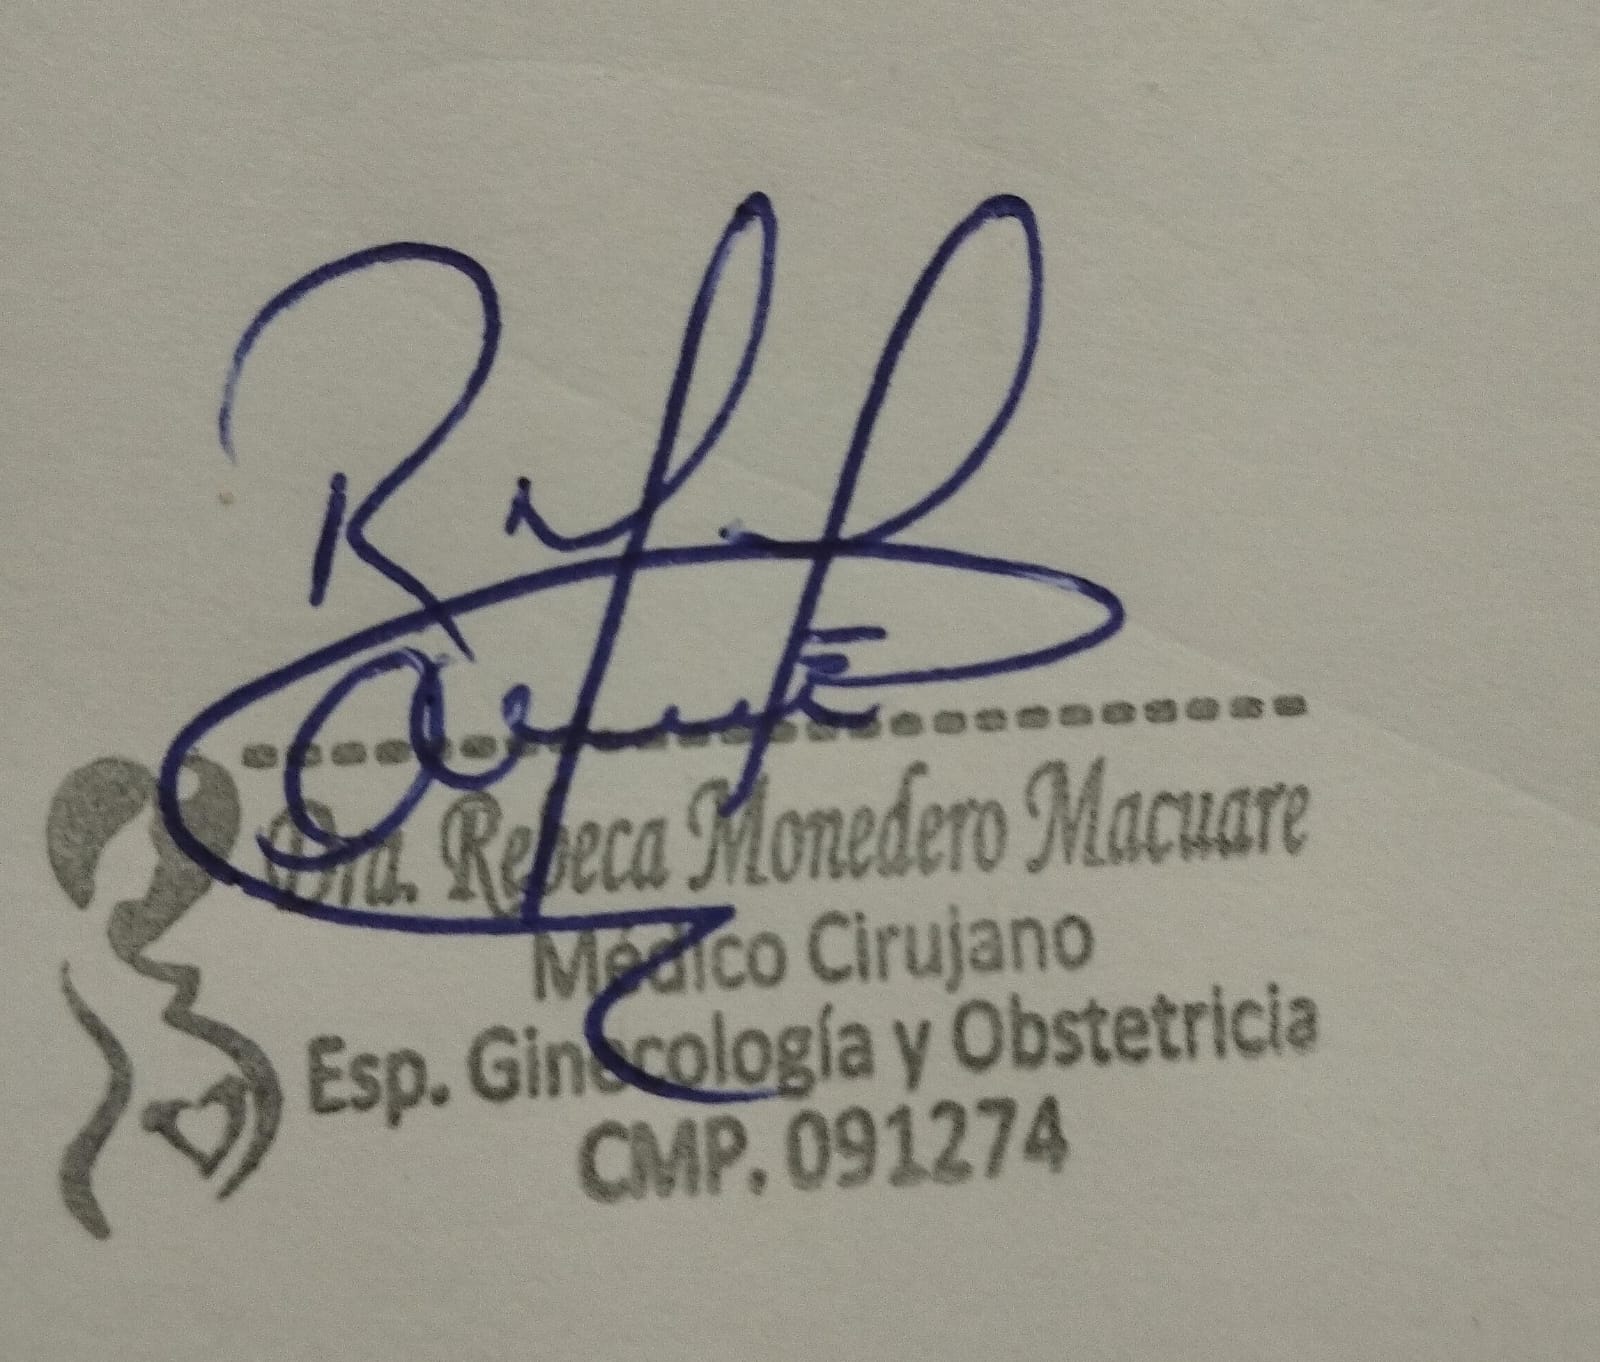 Dra. Rebeca Monedero Macuare
Médico Cirujano
Esp. Ginecología y Obstetricia
CMP. 091274